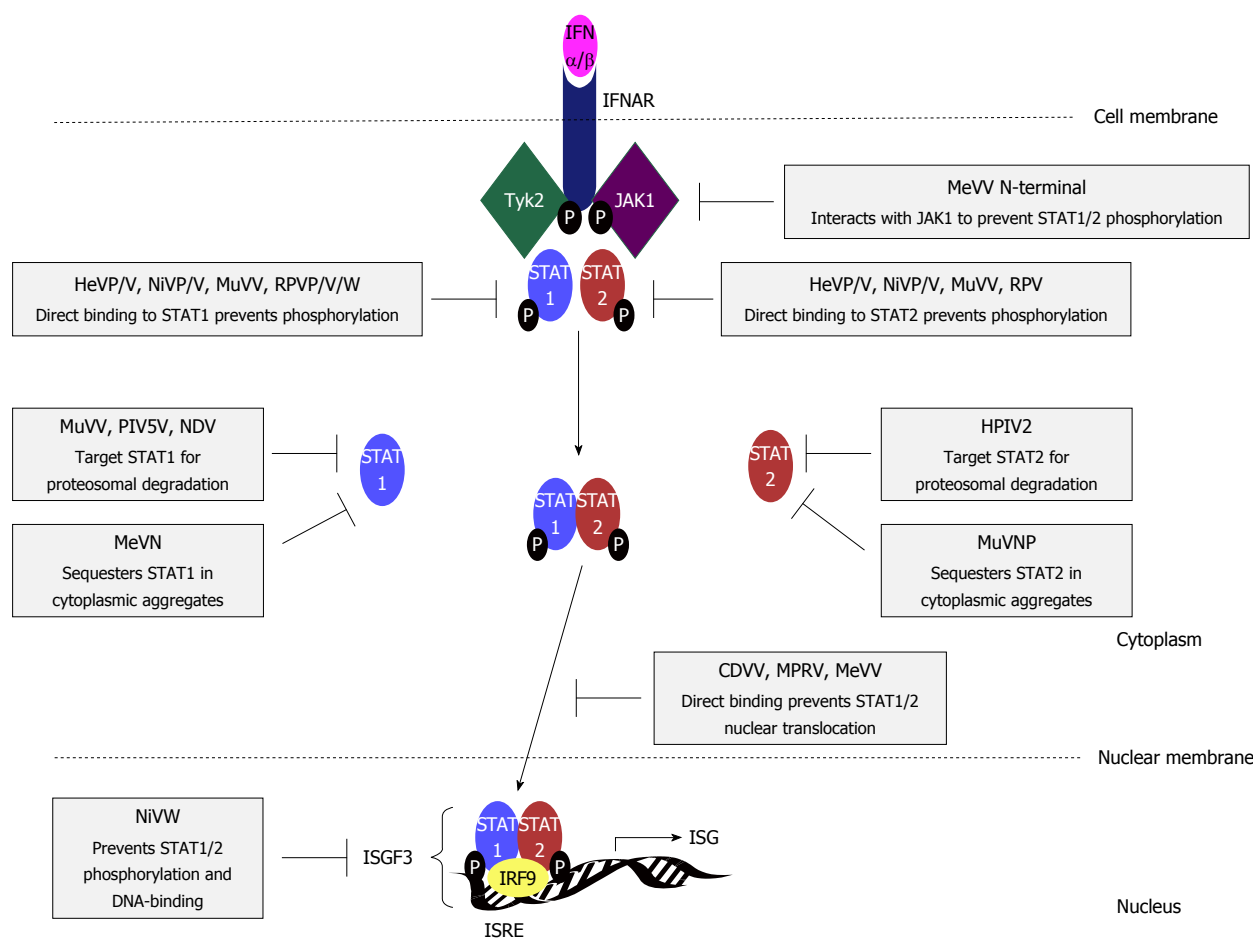 IFN
α/β
IFNAR
Cell membrane
Tyk2
JAK1
P
P
MeVV N-terminal
Interacts with JAK1 to prevent STAT1/2 phosphorylation
HeVP/V, NiVP/V, MuVV, RPVP/V/W
Direct binding to STAT1 prevents phosphorylation
STAT
1
P
STAT
2
P
HeVP/V, NiVP/V, MuVV, RPV
Direct binding to STAT2 prevents phosphorylation
MuVV, PIV5V, NDV
Target STAT1 for
proteosomal degradation
STAT
1
MeVN
Sequesters STAT1 in
cytoplasmic aggregates
STAT
1
P
STAT
2
P
STAT
2
HPIV2
Target STAT2 for
proteosomal degradation
MuVNP
Sequesters STAT2 in
cytoplasmic aggregates
Cytoplasm
CDVV, MPRV, MeVV
Direct binding prevents STAT1/2
nuclear translocation
Nuclear membrane
NiVW
Prevents STAT1/2
phosphorylation and
DNA-binding
ISGF3
STAT
1
P
STAT
2
P
IRF9
ISG
ISRE
Nucleus